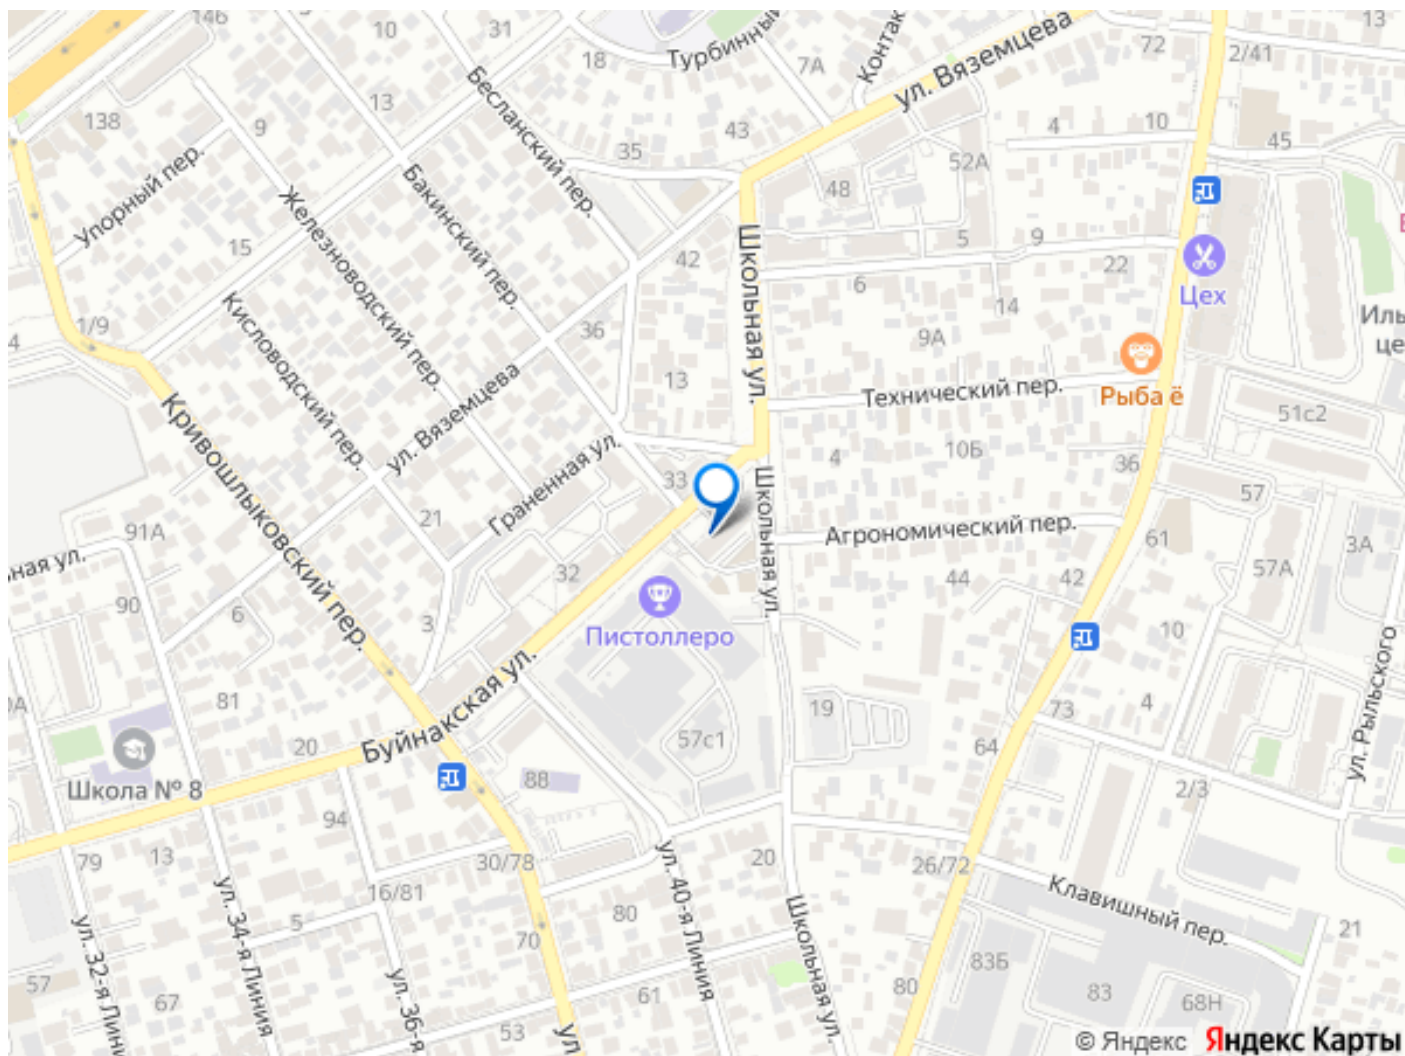 146
10
31
Турбинный
13
72
2/41
18
7А
Контак
ул. Вяземцева
138
13
9
Бесланский пер.
43
4
10
45
35
52А
Упорный пер.
Железноводский пер.
Бакинский пер.
48
15
42
Школьная ул.
5
9
22
Цех
6
14
Кисловодский пер.
4
1/9
36
9А
Иль
це
13
Технический пер.
Рыба ё
51с2
ул. Вяземцева
Кривошлыковский пер.
Граненная ул.
4
10Б
36
33
57
Школьная ул.
21
91А
Агрономический пер.
61
3А
ная ул.
32
44
42
57А
90
6
3
Пистоллеро
10
81
Буйнакская ул.
4
ул. Рыльского
19
73
57с1
64
20
Школа № 8
88
2/3
94
79
13
30/78
20
26/72
16/81
ул. 40-я Линия
Клавишный пер.
5
80
ул. 34-я Линия
Школьная ул.
21
ул. 32-я Лини
70
83Б
57
ул. 36-я
67
61
80
83
68Н
53
ул
© Яндекс Яндекс Карты